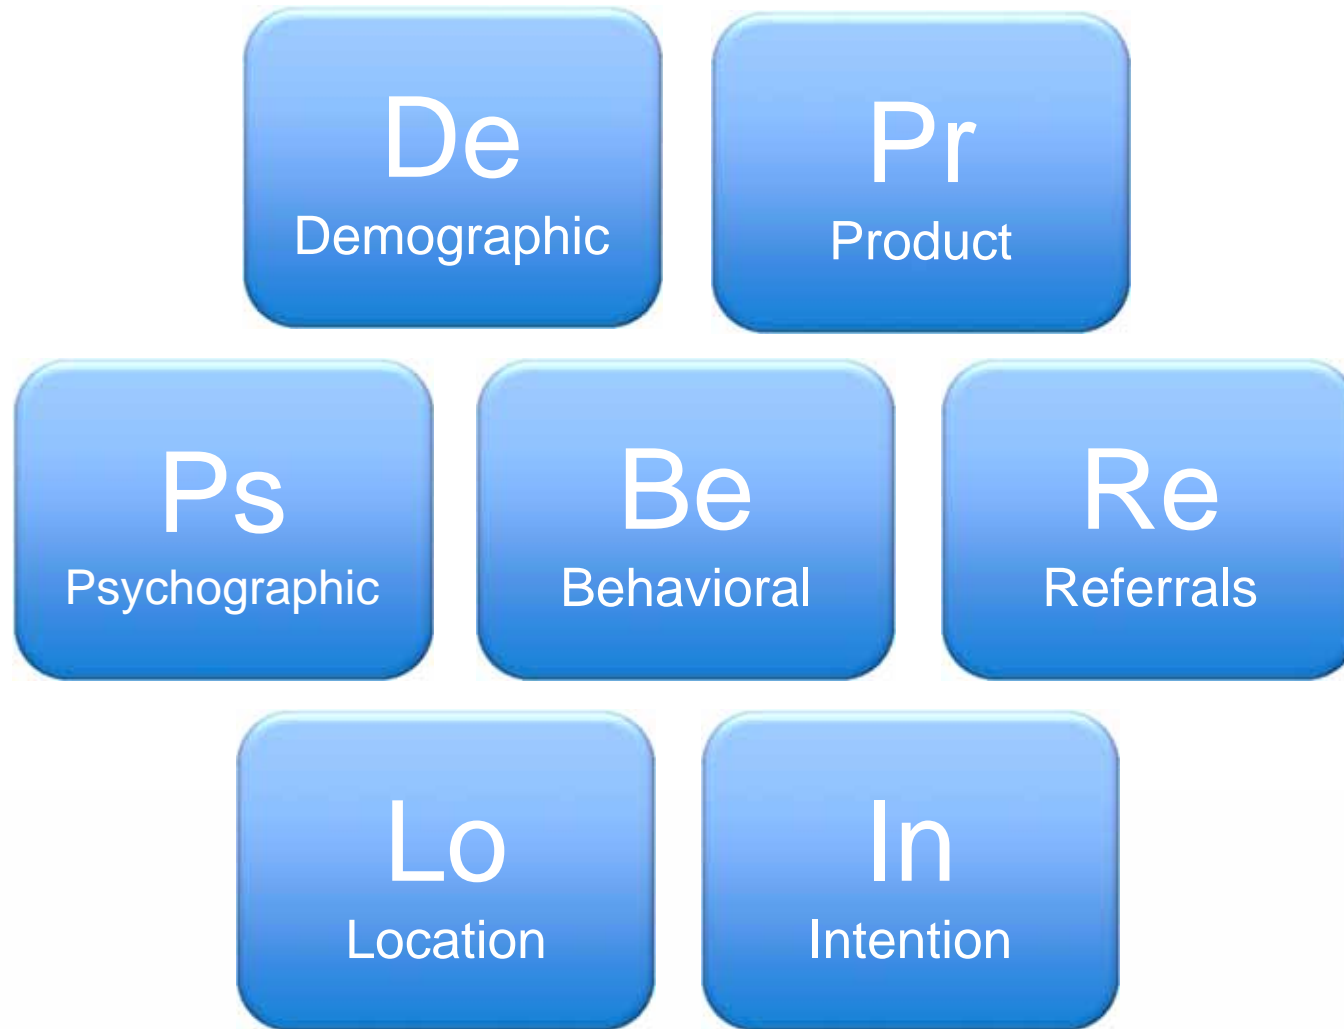 De
Demographic
Pr
Product
Ps
Psychographic
Be
Behavioral
Re
Referrals
Lo
Location
In
Intention